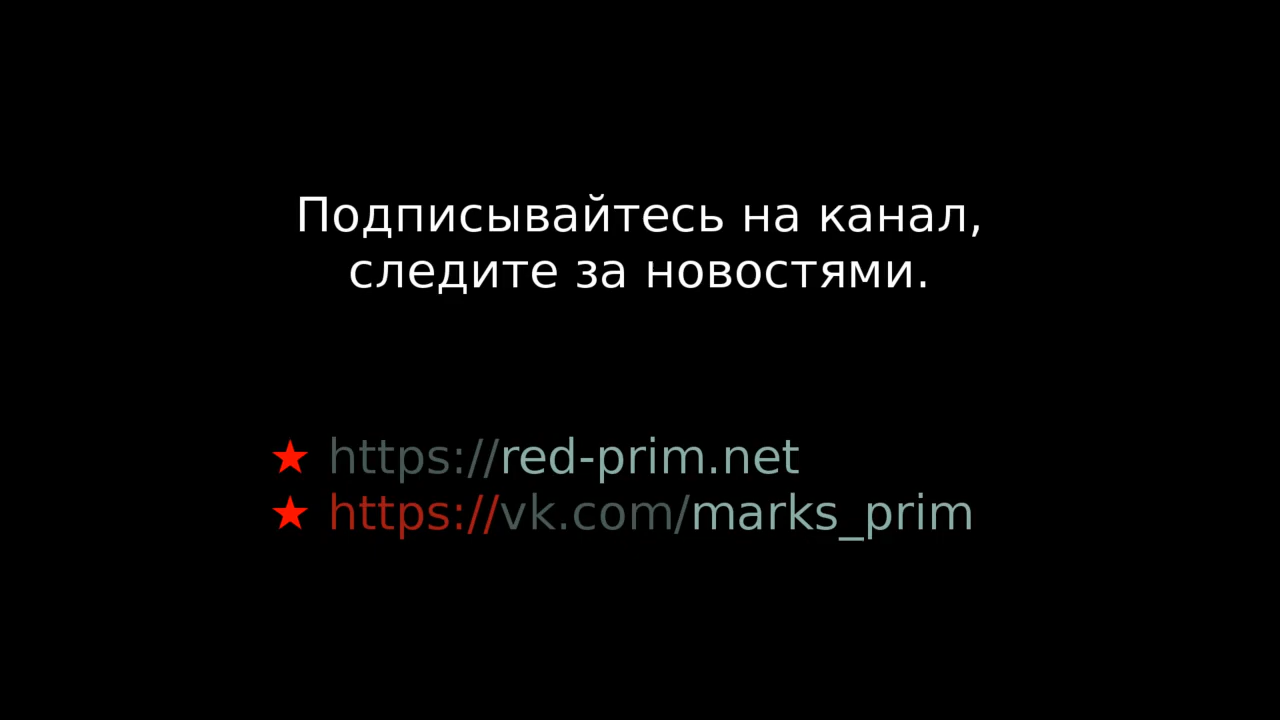 Подписывайтесь на канал,
следите за новостями.
★ https://red-prim.net
★ https://vk.com/marks_prim